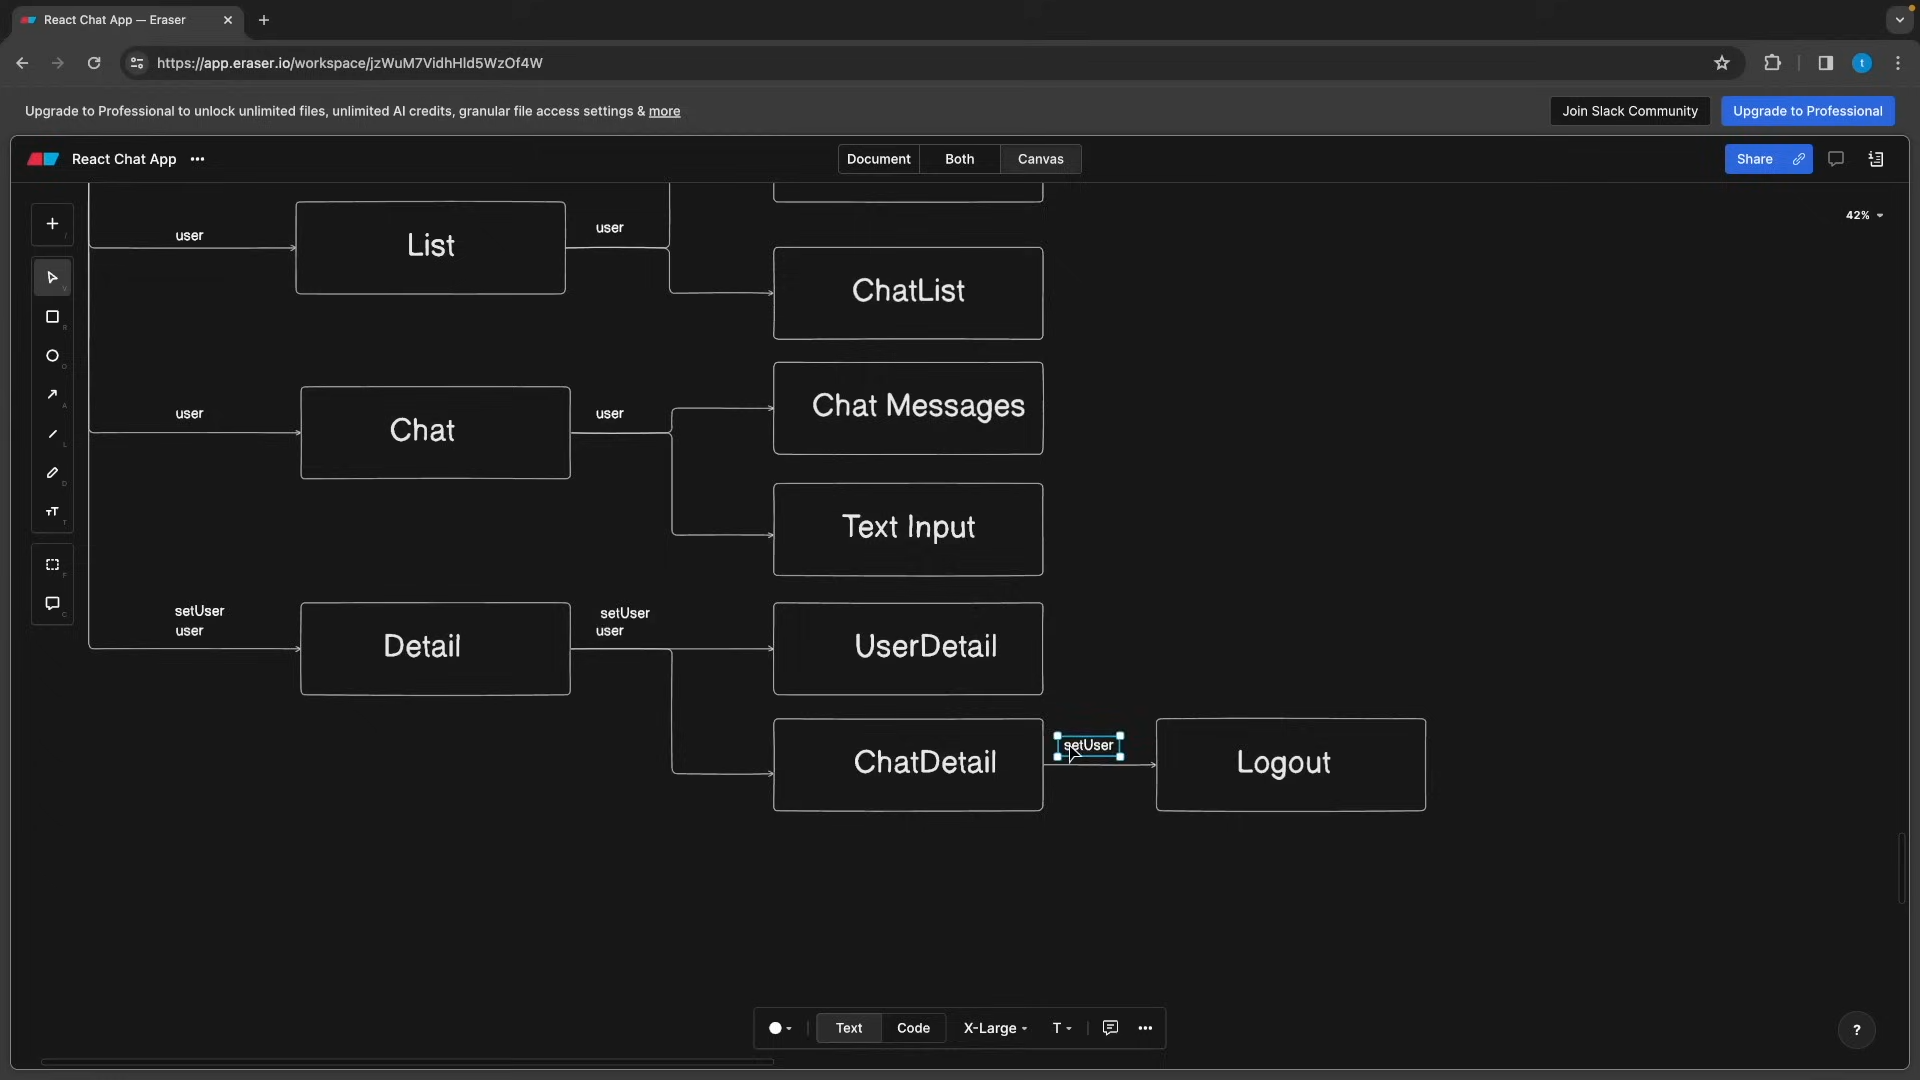 React Chat App — Eraser
https://app.eraser.io/workspace/jzWuM7VidhHld5WzOf4W
t
Upgrade to Professional to unlock unlimited files, unlimited AI credits, granular file access settings & more
Join Slack Community
Upgrade to Professional
React Chat App
Document
Both
Canvas
Share
42%
user
List
user
ChatList
user
Chat
user
Chat Messages
Text Input
setUser
user
Detail
setUser
user
UserDetail
ChatDetail
setUser
Logout
Text
Code
X-Large
T
?